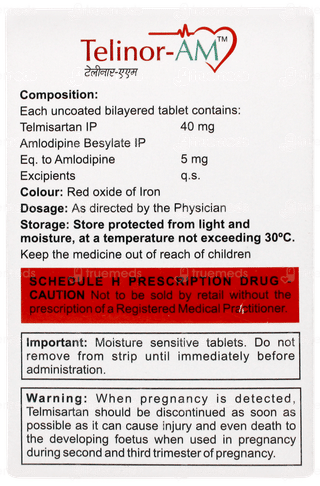 Telinor-AM™
टेलीनार-एएम
Composition:
Each uncoated bilayered tablet contains:
Telmisartan IP 40 mg
Amlodipine Besylate IP
Eq. to Amlodipine 5 mg
Excipients q.s.
Colour: Red oxide of Iron
Dosage: As directed by the Physician
Storage: Store protected from light and
moisture, at a temperature not exceeding 30ºC.
Keep the medicine out of reach of children
SCHEDULE H PRESCRIPTION DRUG
CAUTION Not to be sold by retail without the
prescription of a Registered Medical Practitioner.
Important: Moisture sensitive tablets. Do not
remove from strip until immediately before
administration.
Warning: When pregnancy is detected,
Telmisartan should be discontinued as soon as
possible as it can cause injury and even death to
the developing foetus when used in pregnancy
during second and third trimester of pregnancy.
truemeds